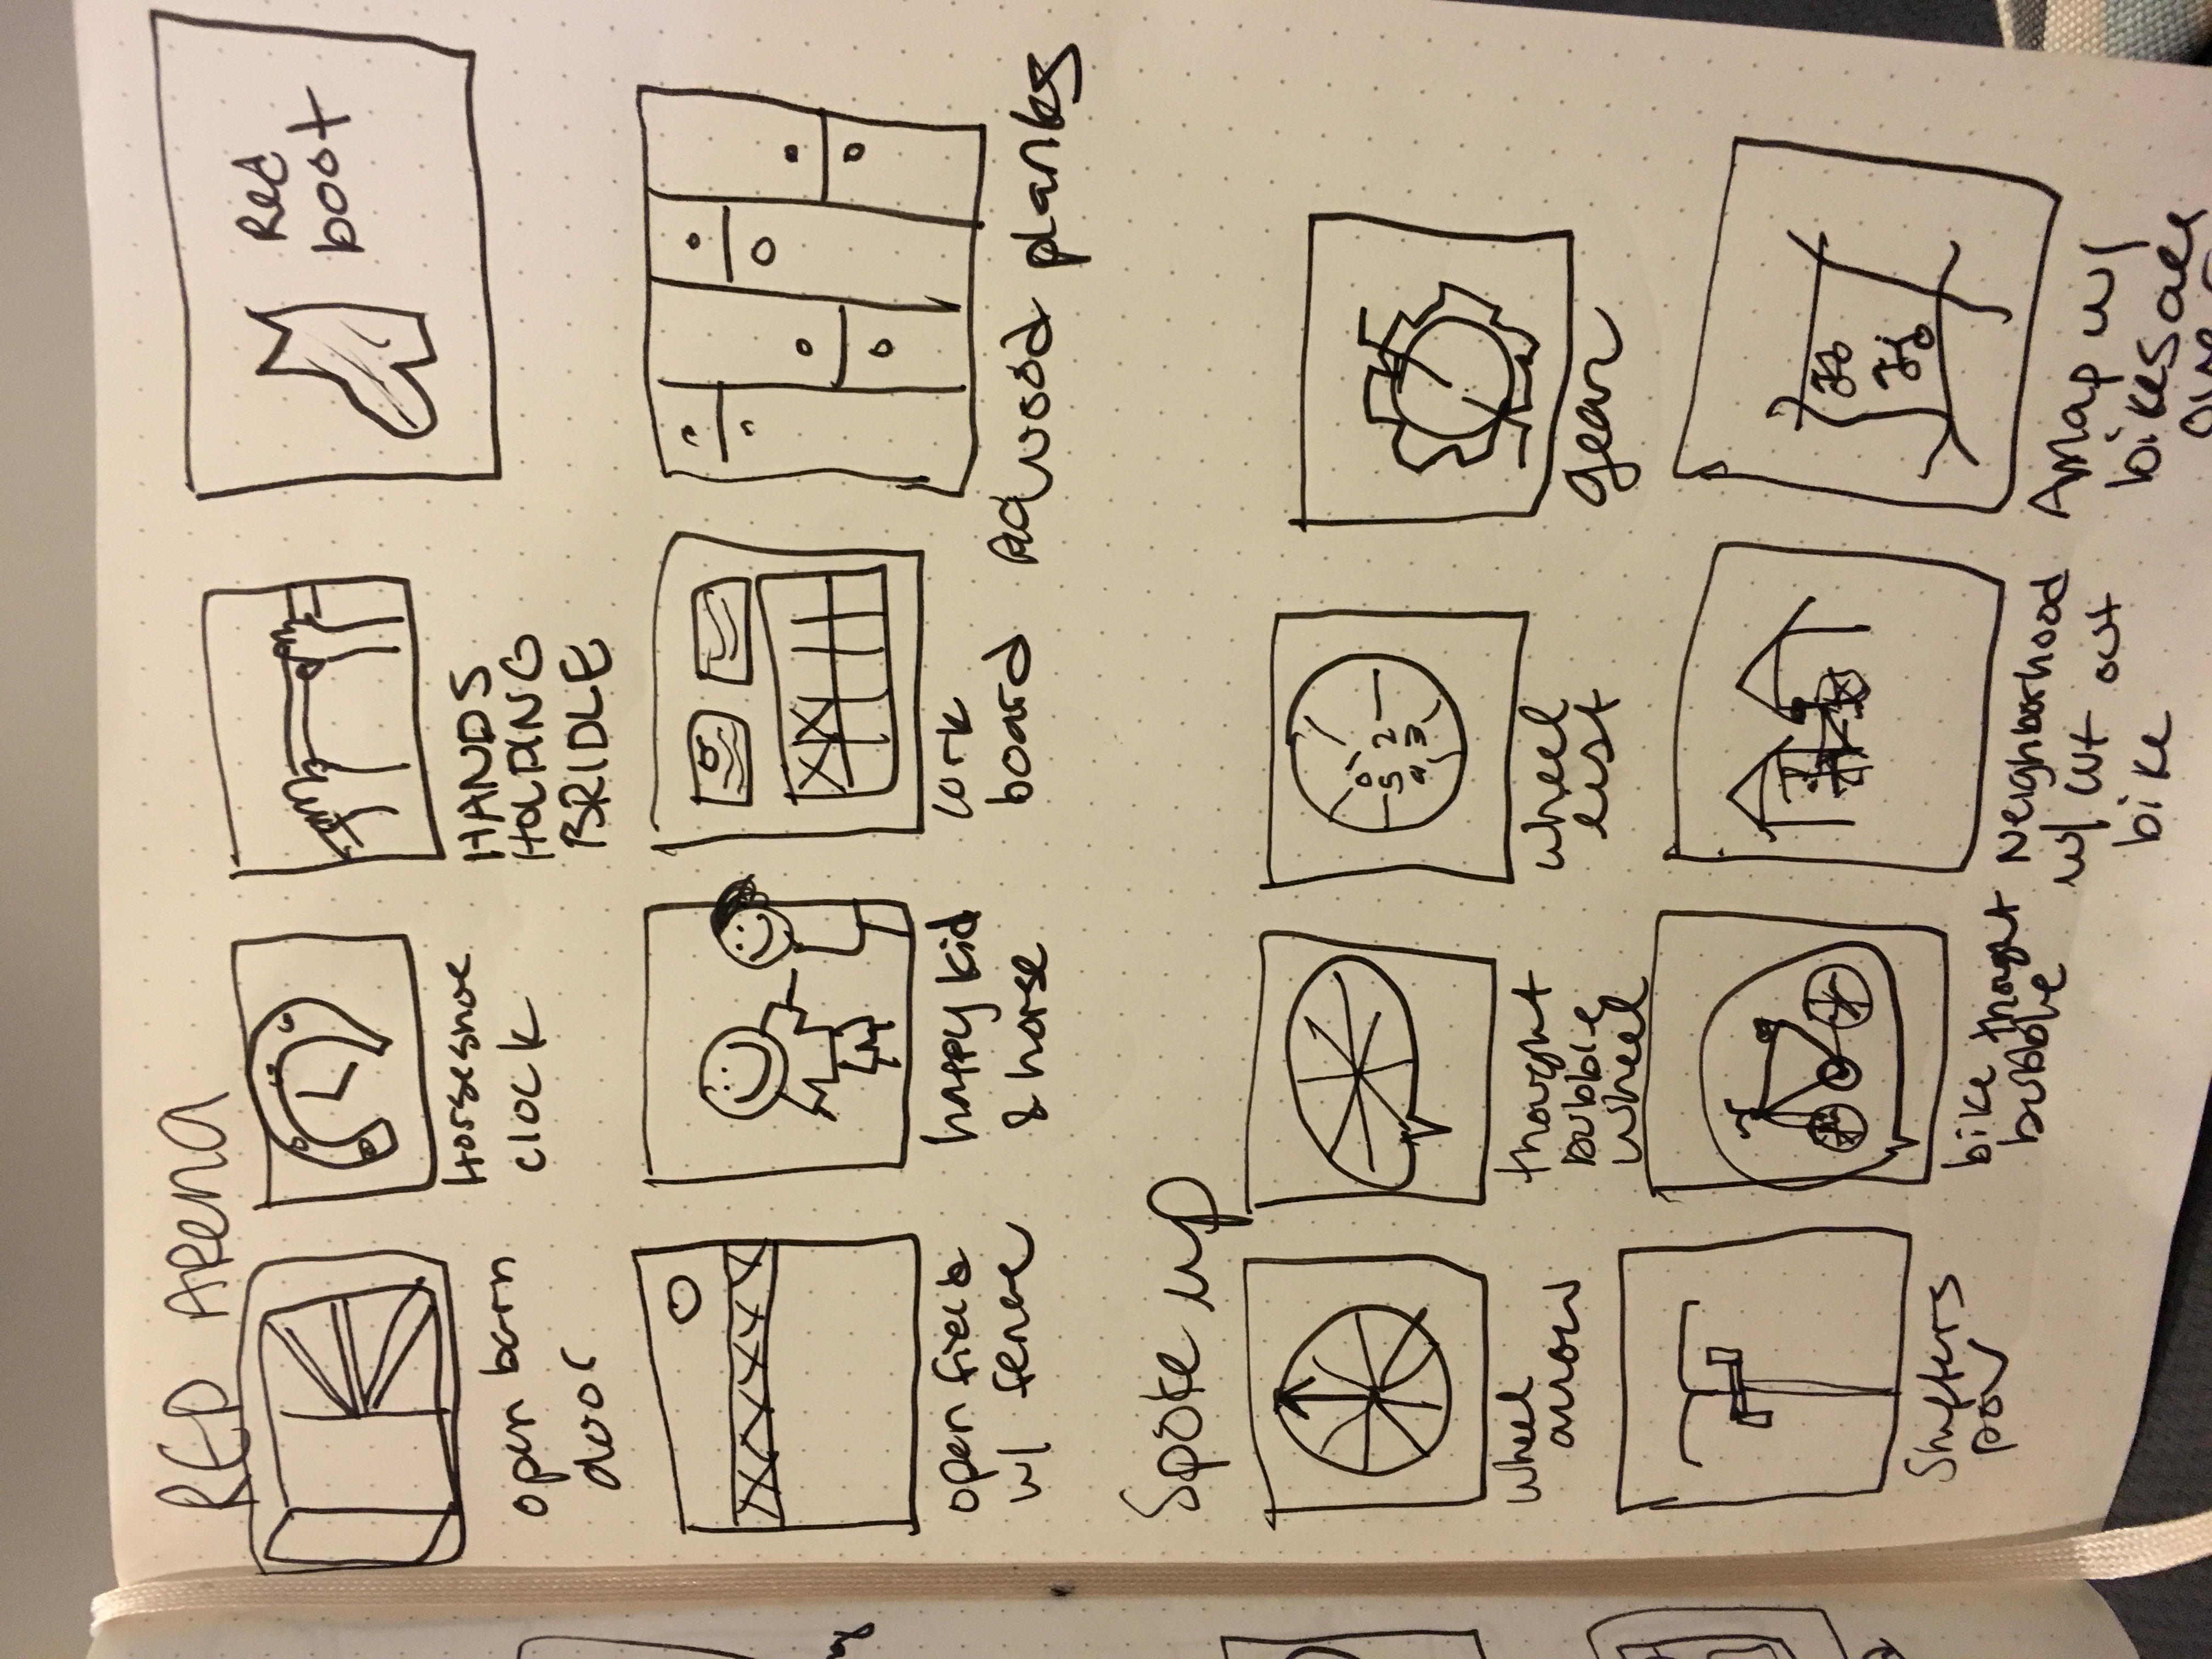 RED Arena
Red
boot
open barn
door
Horseshoe
clock
HANDS
HOLDING
BRIDLE
open field
w/ fence
happy kid
& horse
cork
board
wood planks
Spoke up
0 1
5 2
4 3
wheel
arrow
thought
bubble
wheel
wheel
list
gear
Shifters
pov
bike thought
bubble
Neighborhood
w/ cut out
bike
A map w/
bikes all
over